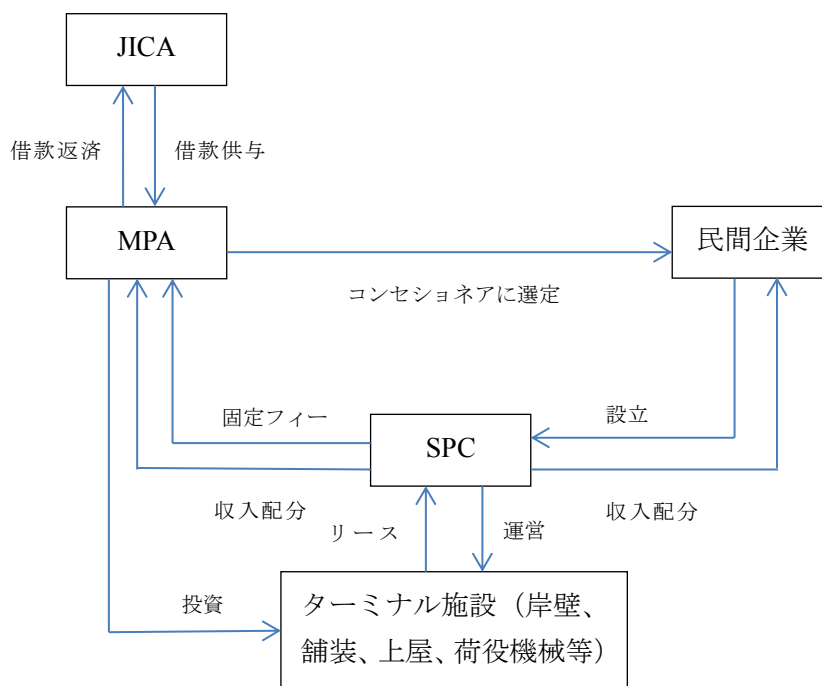 JICA
借款返済
借款供与
MPA
民間企業
コンセショネアに選定
固定フィー
設立
SPC
収入配分
収入配分
リース
運営
投資
ターミナル施設（岸壁、
舗装、上屋、荷役機械等）